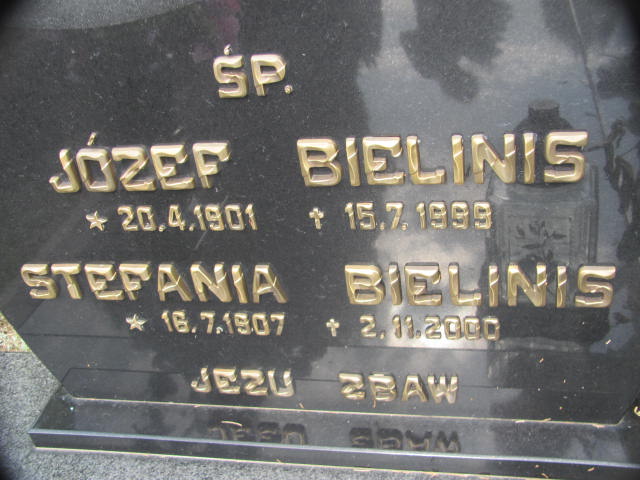 ŚP.
JÓZEF BIELINIS
* 20.4.1901 † 15.7.1999
STEFANIA BIELINIS
* 16.7.1907 † 2.11.2000
JEZU ZBAW